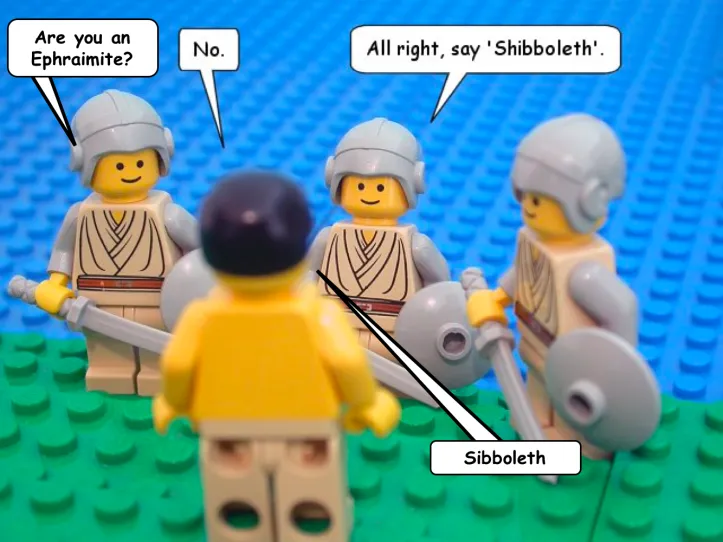 Are you an
Ephraimite?
No.
All right, say 'Shibboleth'.
Sibboleth